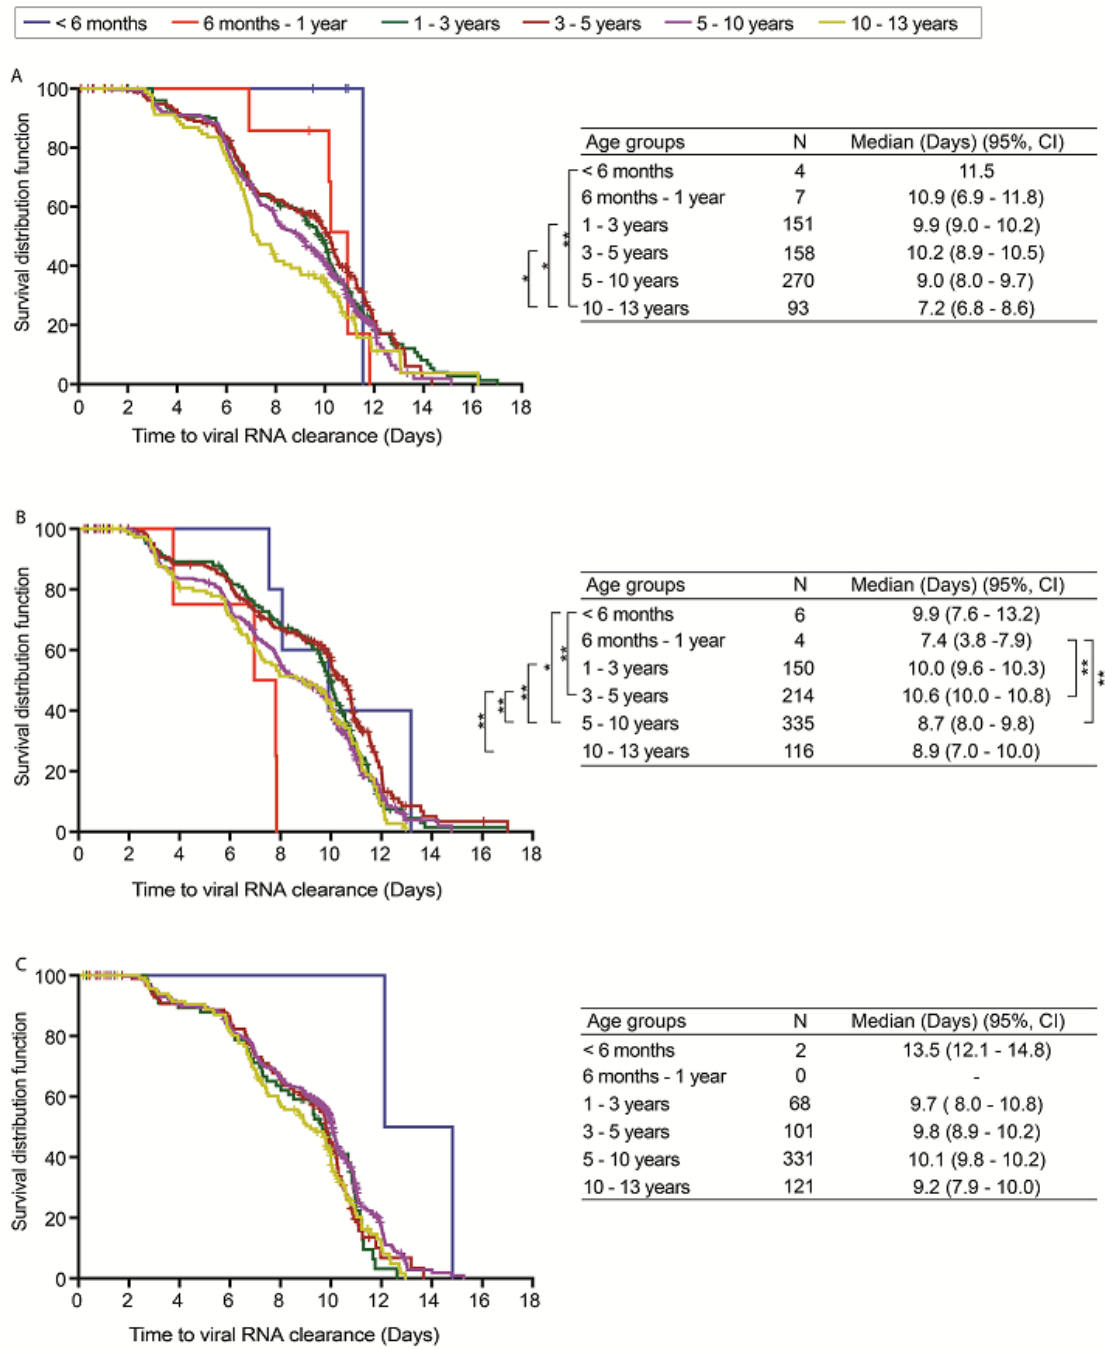 < 6 months 6 months - 1 year 1 - 3 years 3 - 5 years 5 - 10 years 10 - 13 years
A
Survival distribution function
100
80
60
40
20
0
0 2 4 6 8 10 12 14 16 18
Time to viral RNA clearance (Days)
Age groups N Median (Days) (95%, CI)
< 6 months 4 11.5
6 months - 1 year 7 10.9 (6.9 - 11.8)
1 - 3 years 151 9.9 (9.0 - 10.2)
3 - 5 years 158 10.2 (8.9 - 10.5)
5 - 10 years 270 9.0 (8.0 - 9.7)
10 - 13 years 93 7.2 (6.8 - 8.6)
* * **
B
Survival distribution function
100
80
60
40
20
0
0 2 4 6 8 10 12 14 16 18
Time to viral RNA clearance (Days)
Age groups N Median (Days) (95%, CI)
< 6 months 6 9.9 (7.6 - 13.2)
6 months - 1 year 4 7.4 (3.8 -7.9)
1 - 3 years 150 10.0 (9.6 - 10.3)
3 - 5 years 214 10.6 (10.0 - 10.8)
5 - 10 years 335 8.7 (8.0 - 9.8)
10 - 13 years 116 8.9 (7.0 - 10.0)
** ** ** * ** ** **
C
Survival distribution function
100
80
60
40
20
0
0 2 4 6 8 10 12 14 16 18
Time to viral RNA clearance (Days)
Age groups N Median (Days) (95%, CI)
< 6 months 2 13.5 (12.1 - 14.8)
6 months - 1 year 0 -
1 - 3 years 68 9.7 ( 8.0 - 10.8)
3 - 5 years 101 9.8 (8.9 - 10.2)
5 - 10 years 331 10.1 (9.8 - 10.2)
10 - 13 years 121 9.2 (7.9 - 10.0)